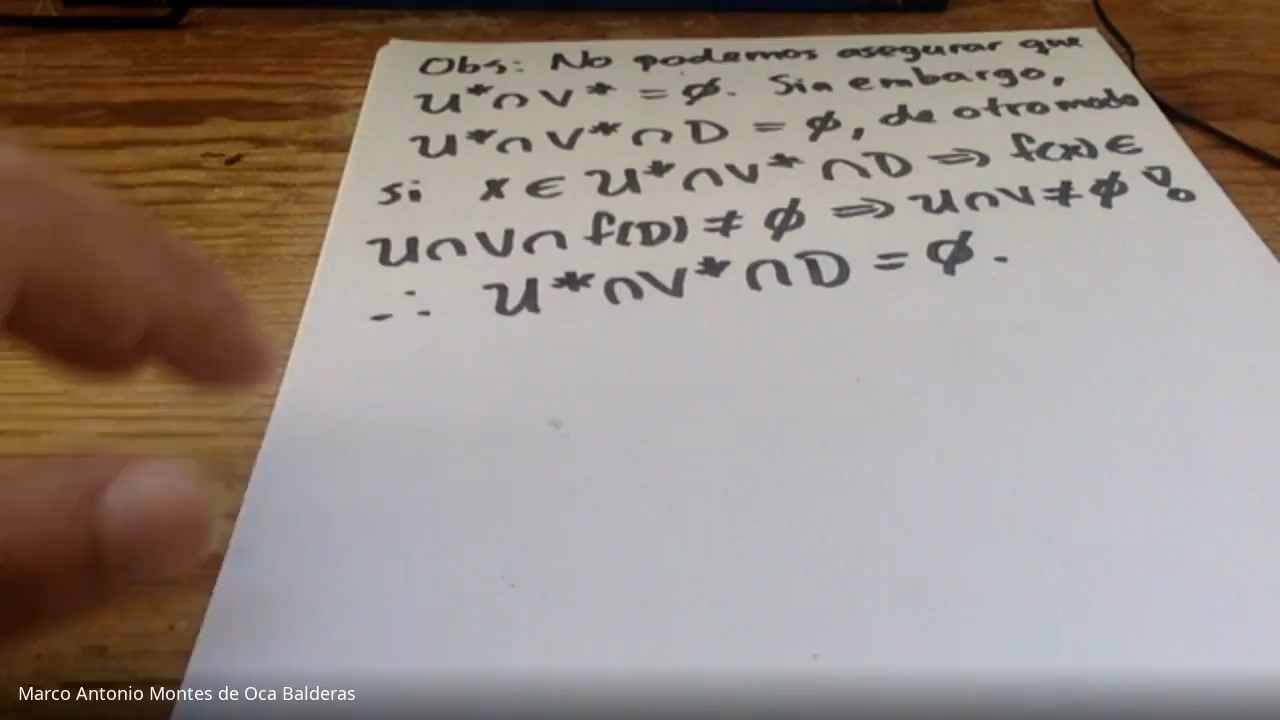 Obs: No podemos asegurar que
U*∩V* = ∅. Sin embargo,
U*∩V*∩D = ∅, de otro modo
si x ∈ U*∩V*∩D ⇒ f(x) ∈
U∩V∩f(D) ≠ ∅ ⇒ U∩V ≠ ∅
∴ U*∩V*∩D = ∅.
Marco Antonio Montes de Oca Balderas